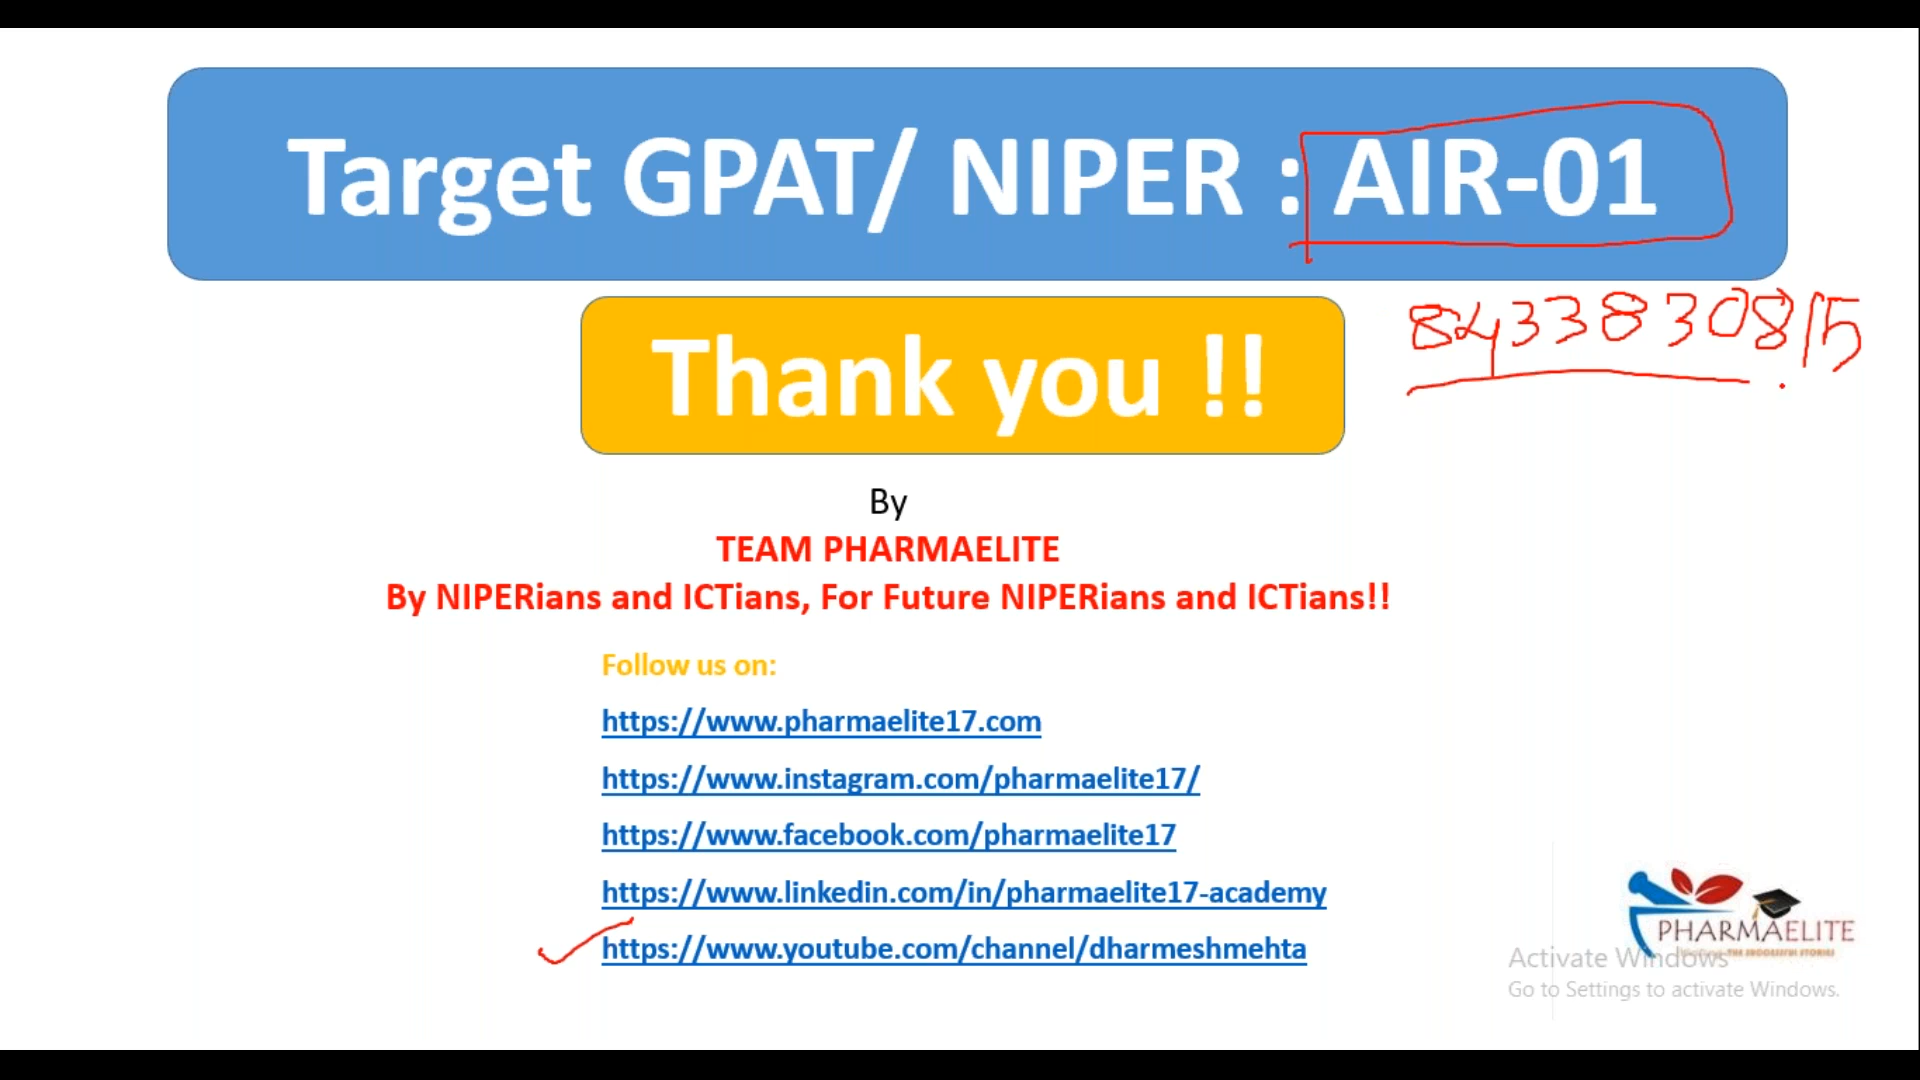 Target GPAT/ NIPER : AIR-01
8433830815
Thank you !!
By
TEAM PHARMAELITE
By NIPERians and ICTians, For Future NIPERians and ICTians!!
Follow us on:
https://www.pharmaelite17.com
https://www.instagram.com/pharmaelite17/
https://www.facebook.com/pharmaelite17
https://www.linkedin.com/in/pharmaelite17-academy
https://www.youtube.com/channel/dharmeshmehta
PHARMAELITE
THE SUCCESSFUL STORIES
Activate Windows
Go to Settings to activate Windows.